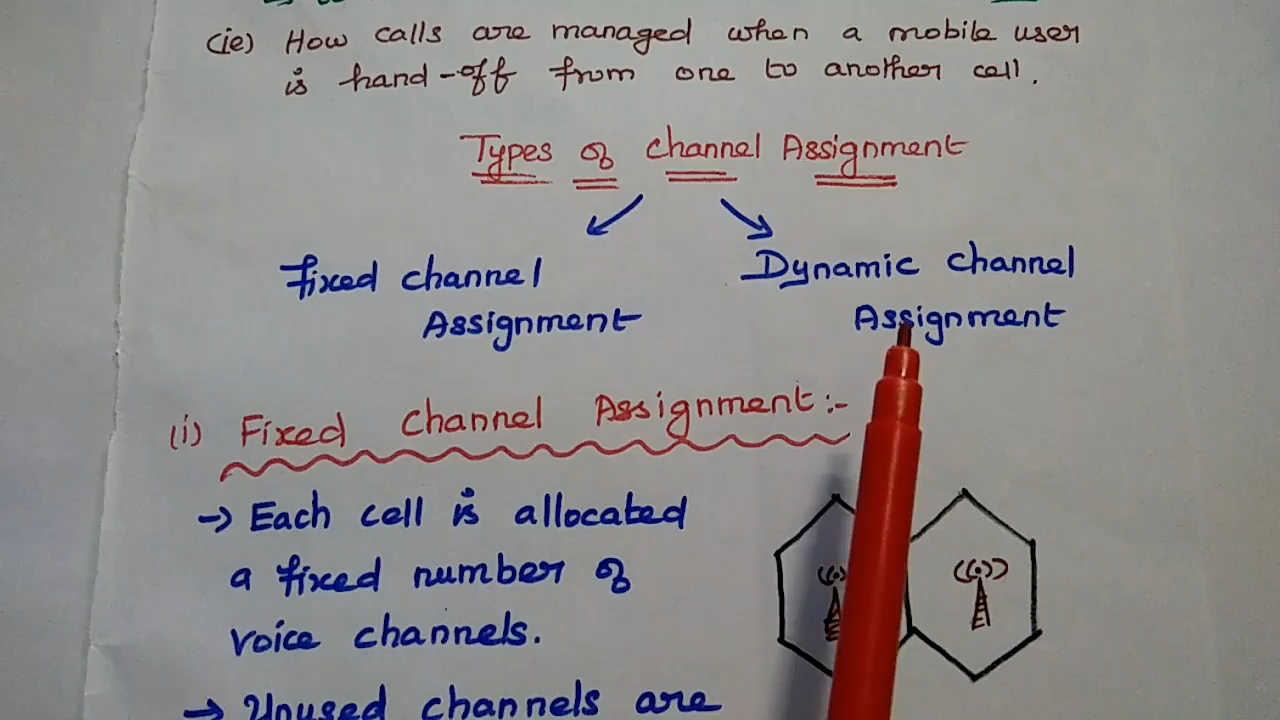 (ie) How calls are managed when a mobile user
is hand-off from one to another cell.
Types of channel Assignment
Fixed channel
Assignment
Dynamic channel
Assignment
(i) Fixed channel Assignment:-
→ Each cell is allocated
a fixed number of
voice channels.
→ Unused channels are